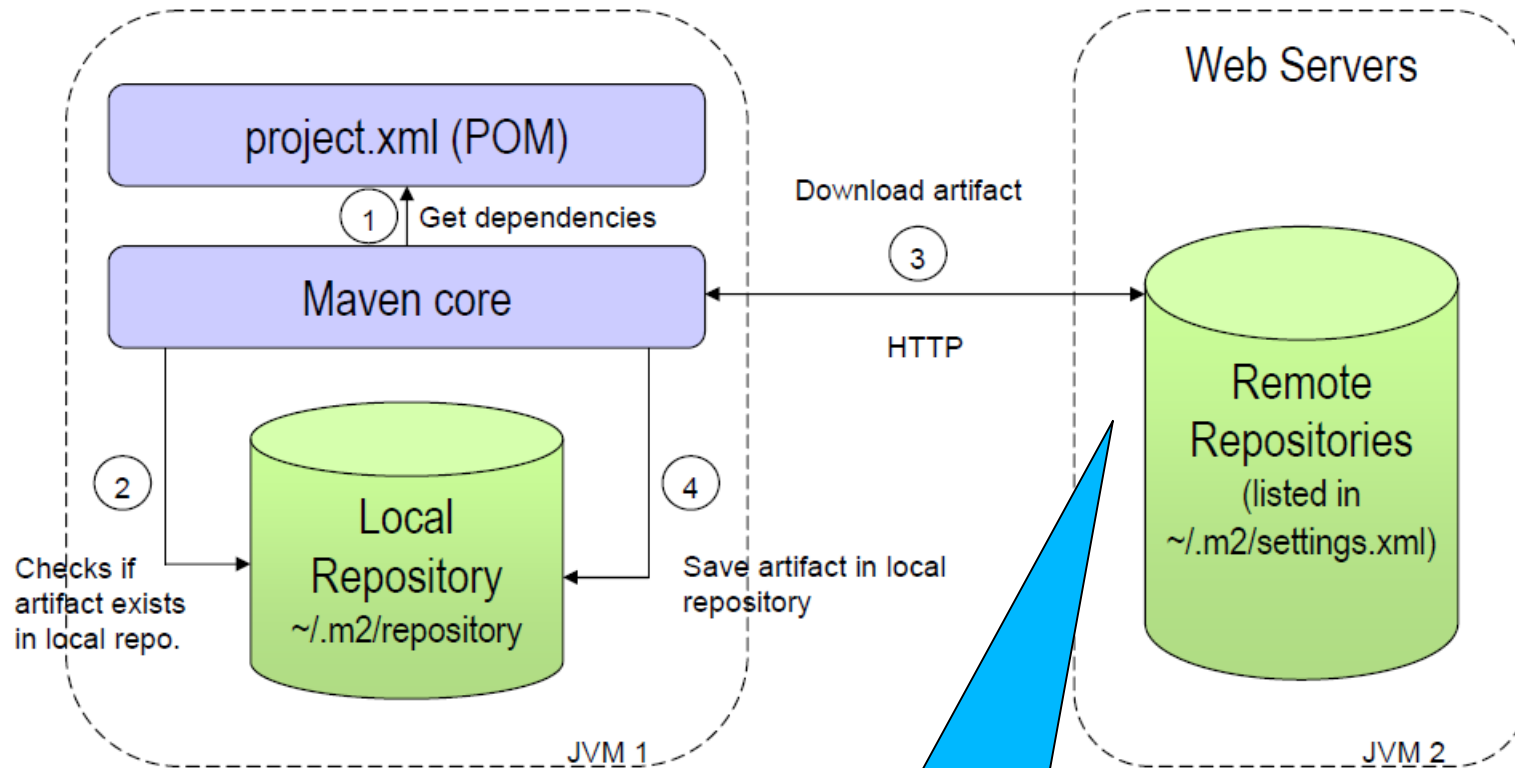 Web Servers
project.xml (POM)
Download artifact
1
Get dependencies
3
Maven core
HTTP
Remote
Repositories
(listed in
~/.m2/settings.xml)
2
4
Local
Repository
~/.m2/repository
Checks if
artifact exists
in local repo.
Save artifact in local
repository
JVM 1
JVM 2